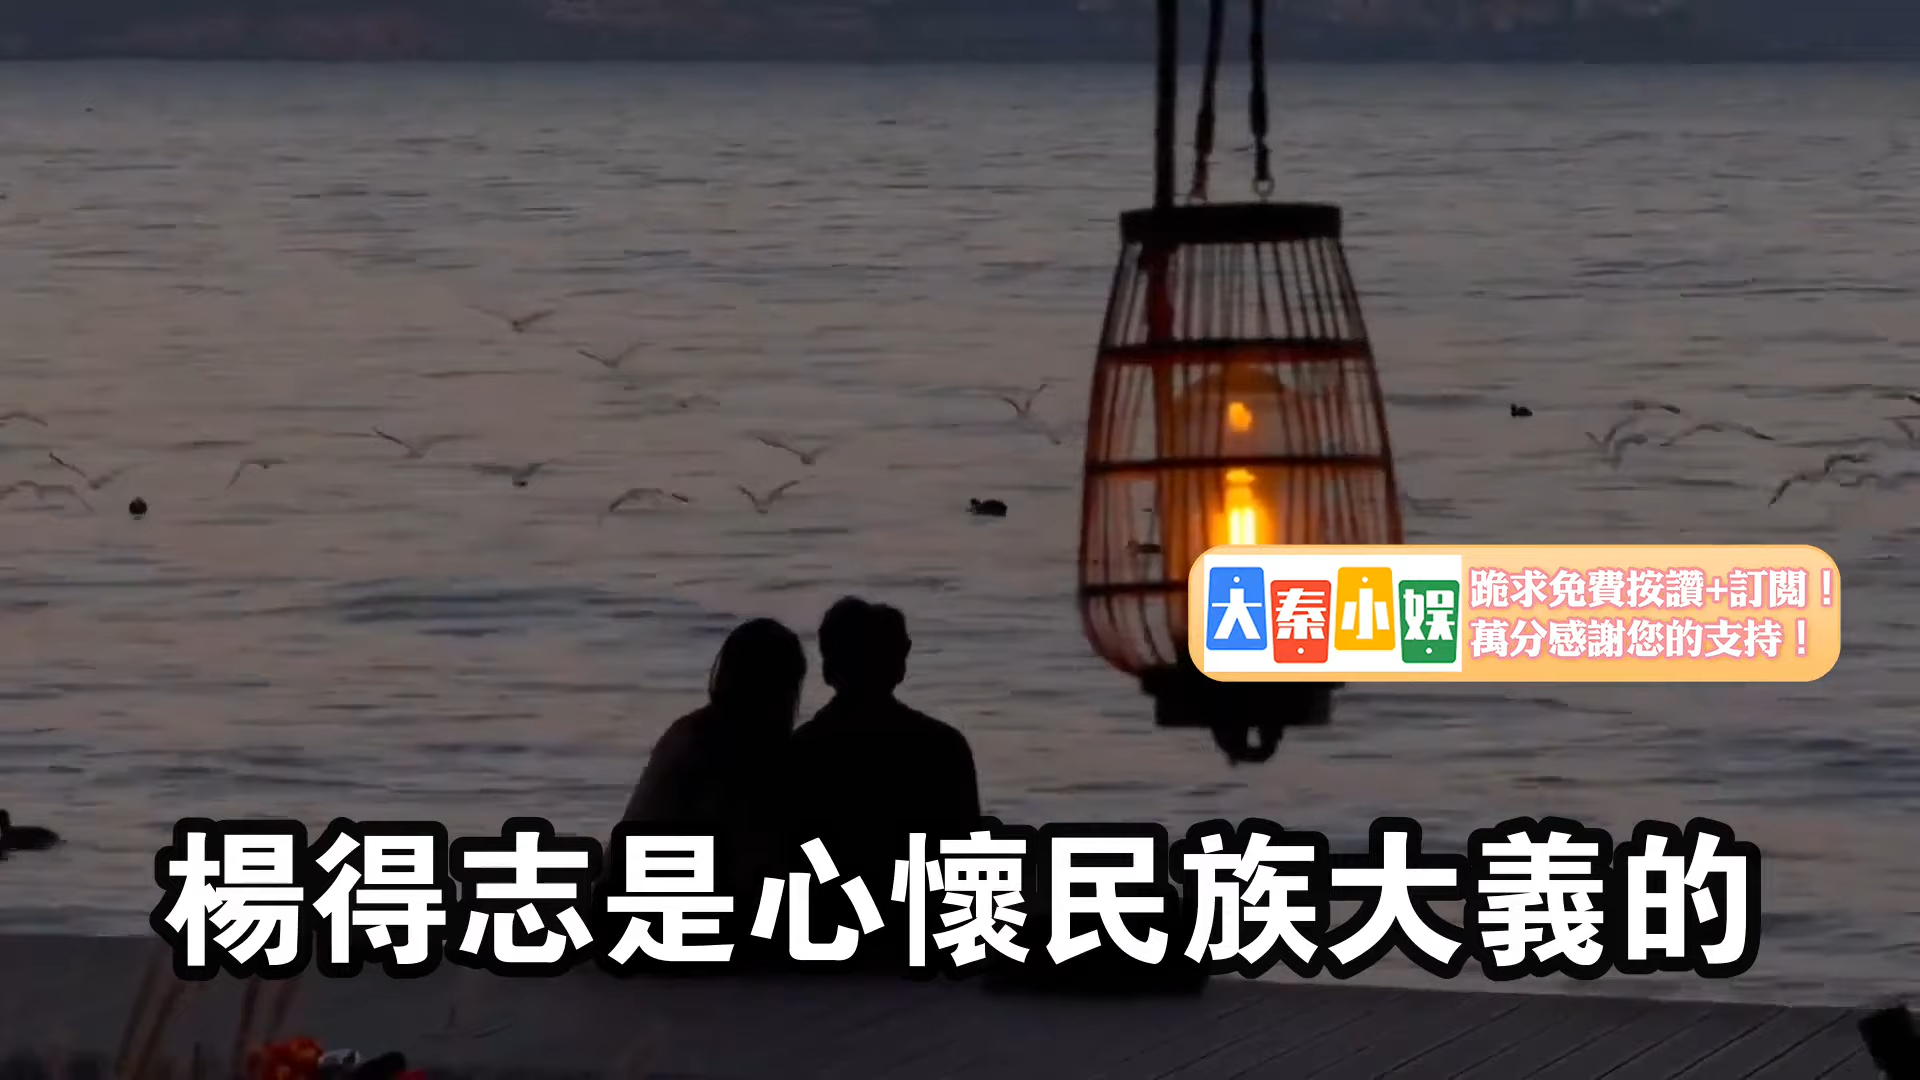 大秦小娱
跪求免費按讚+訂閱！
萬分感謝您的支持！
楊得志是心懷民族大義的